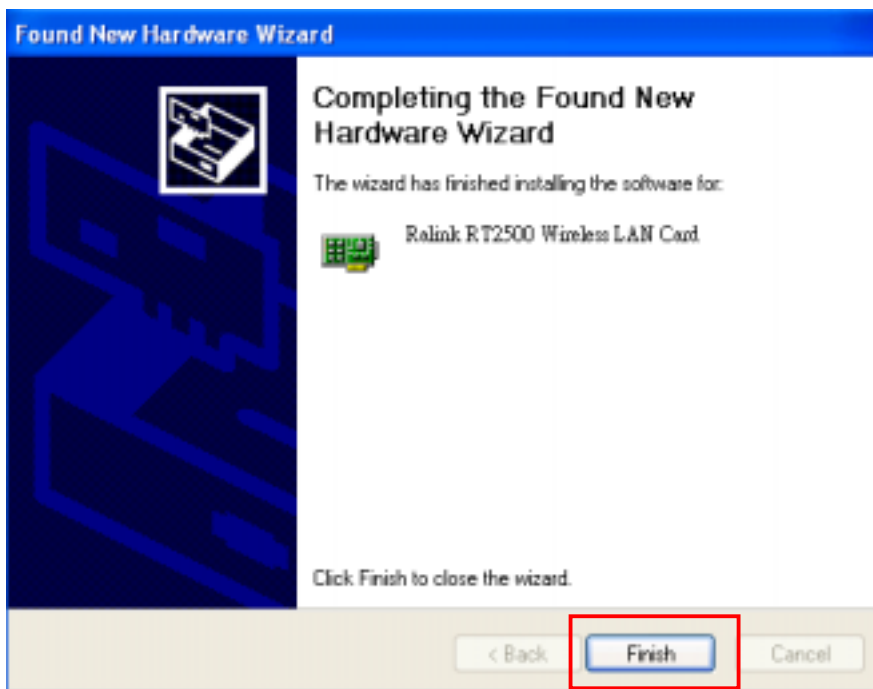 Found New Hardware Wizard
Completing the Found New
Hardware Wizard
The wizard has finished installing the software for:
Ralink RT2500 Wireless LAN Card
Click Finish to close the wizard.
< Back Finish Cancel